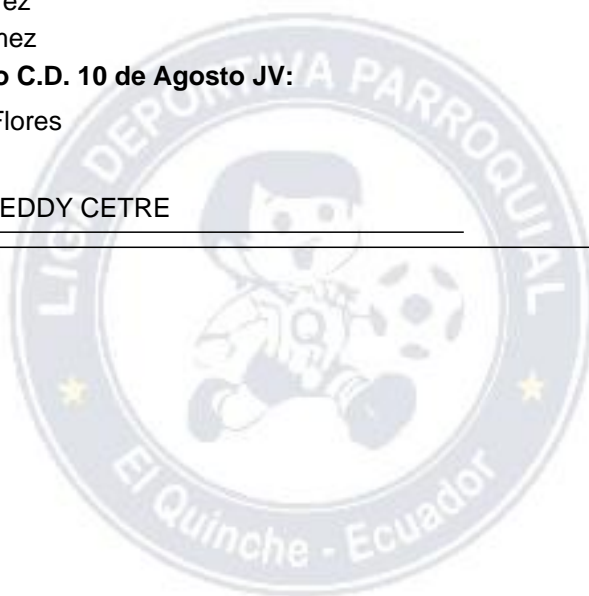 ez
nez
o C.D. 10 de Agosto JV:
Flores
EDDY CETRE
LIGA DEPORTIVA PARROQUIAL
Q
El Quinche - Ecuador